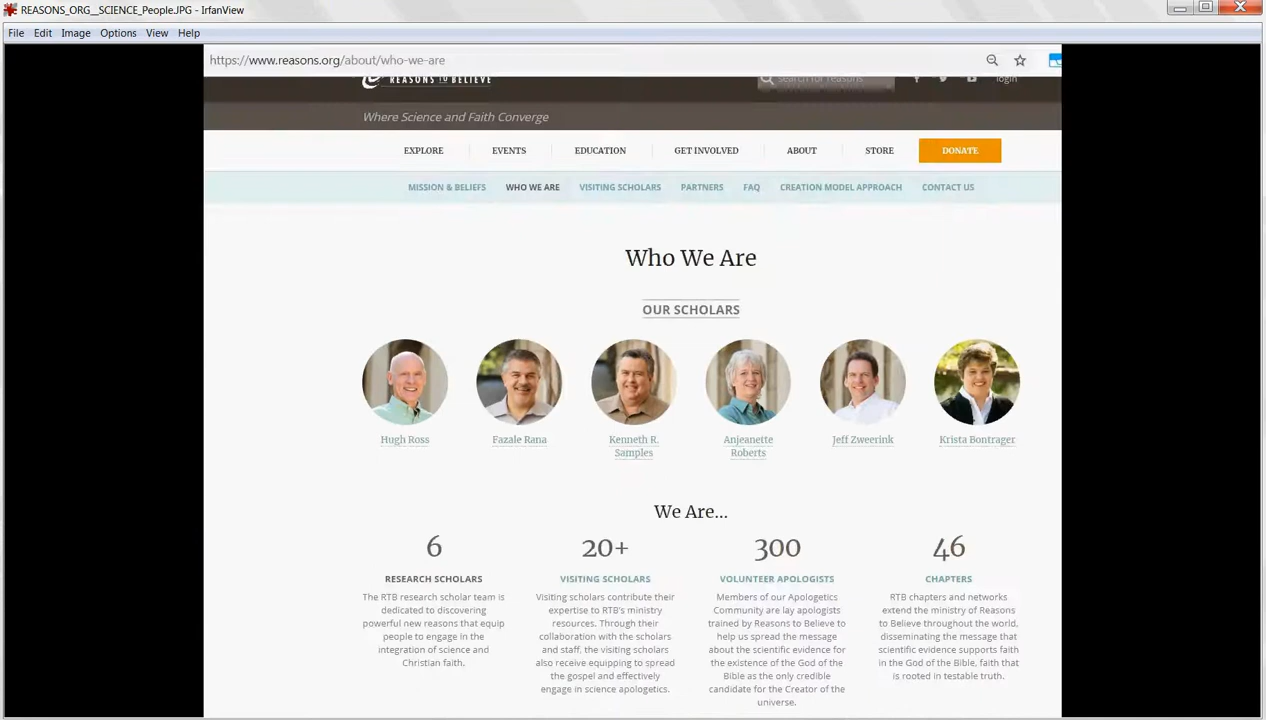 REASONS_ORG__SCIENCE_People.JPG - IrfanView
File Edit Image Options View Help
https://www.reasons.org/about/who-we-are
REASONS TO BELIEVE
search for reasons
login
Where Science and Faith Converge
EXPLORE EVENTS EDUCATION GET INVOLVED ABOUT STORE DONATE
MISSION & BELIEFS WHO WE ARE VISITING SCHOLARS PARTNERS FAQ CREATION MODEL APPROACH CONTACT US
Who We Are
OUR SCHOLARS
Hugh Ross
Fazale Rana
Kenneth R.
Samples
Anjeanette
Roberts
Jeff Zweerink
Krista Bontrager
We Are...
6
RESEARCH SCHOLARS
The RTB research scholar team is
dedicated to discovering
powerful new reasons that equip
people to engage in the
integration of science and
Christian faith.
20+
VISITING SCHOLARS
Visiting scholars contribute their
expertise to RTB's ministry
resources. Through their
collaboration with the scholars
and staff, the visiting scholars
also receive equipping to spread
the gospel and effectively
engage in science apologetics.
300
VOLUNTEER APOLOGISTS
Members of our Apologetics
Community are lay apologists
trained by Reasons to Believe to
help us spread the message
about the scientific evidence for
the existence of the God of the
Bible as the only credible
candidate for the Creator of the
universe.
46
CHAPTERS
RTB chapters and networks
extend the ministry of Reasons
to Believe throughout the world,
disseminating the message that
scientific evidence supports faith
in the God of the Bible, faith that
is rooted in testable truth.